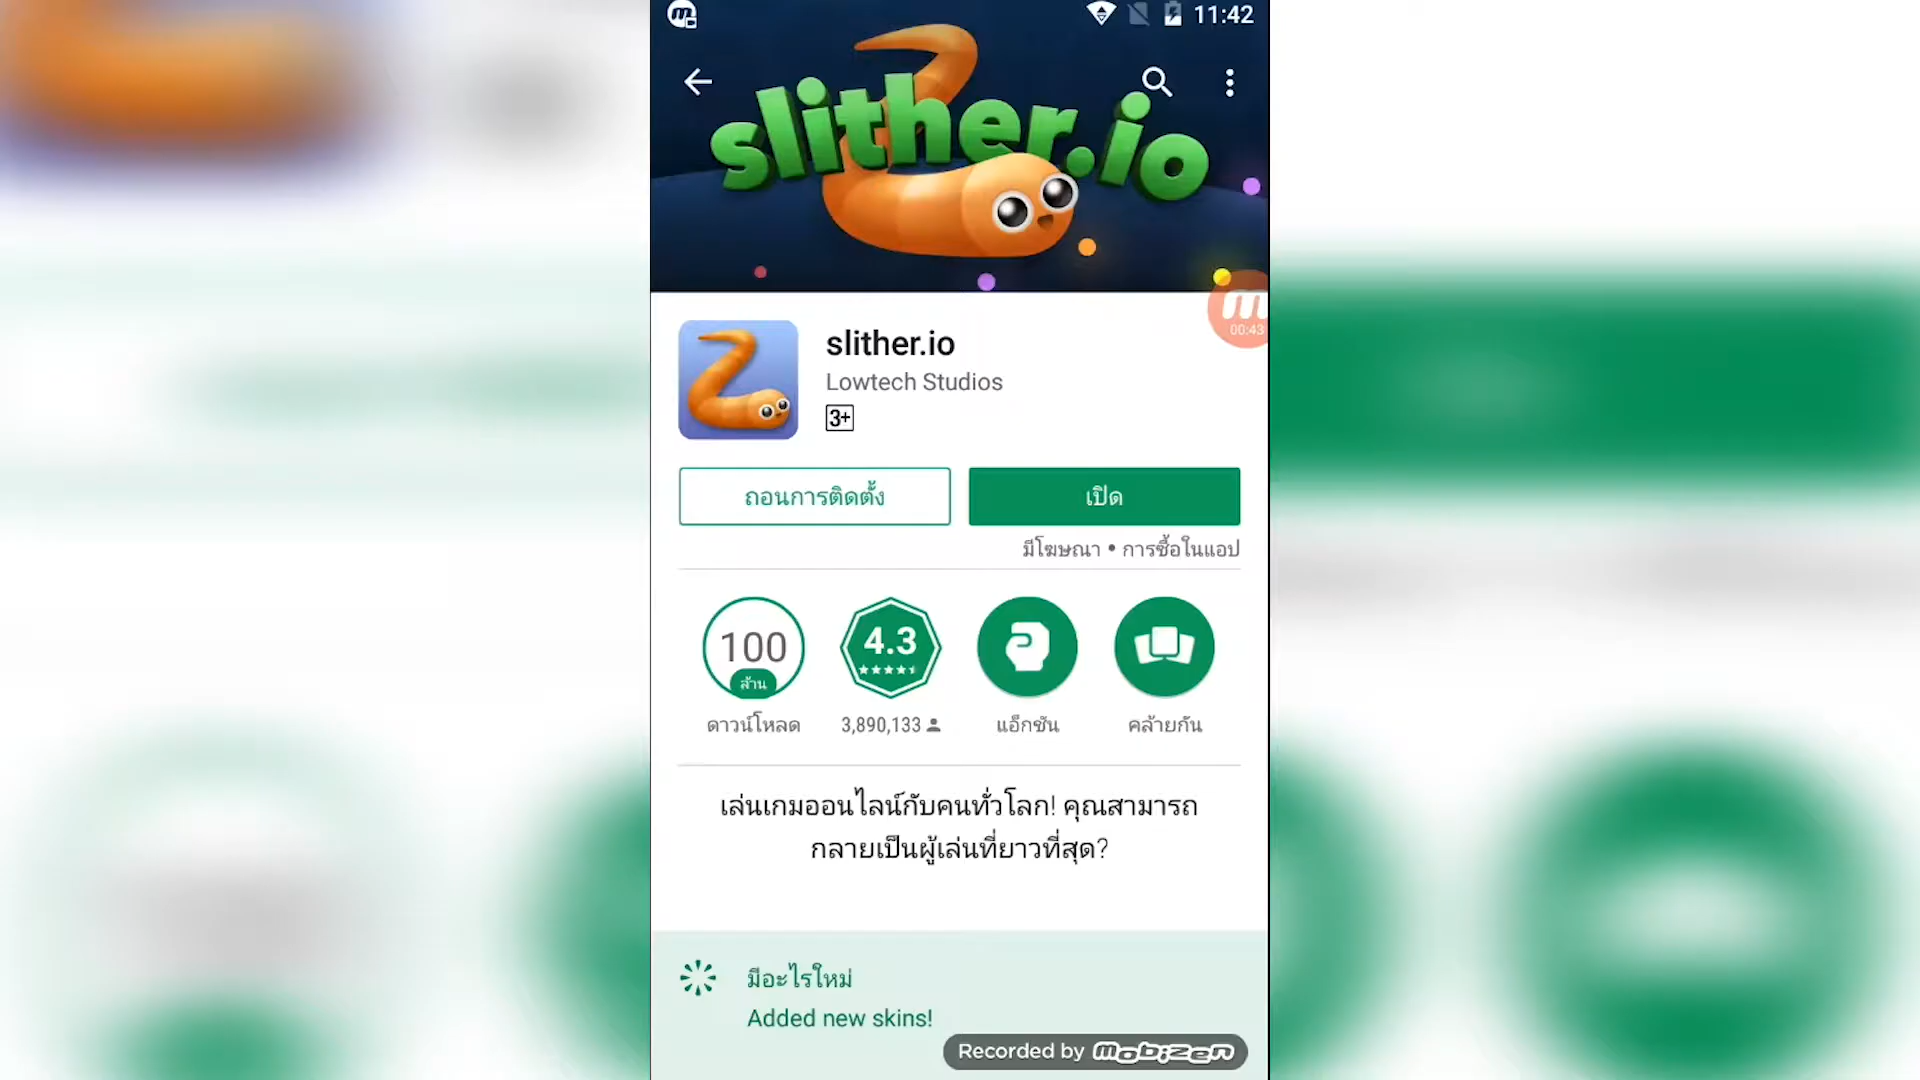 11:42
slither.io
00:43
slither.io
Lowtech Studios
3+
ถอนการติดตั้ง
เปิด
มีโฆษณา • การซื้อในแอป
100
ล้าน
4.3
ดาวน์โหลด
3,890,133
แอ็กชัน
คล้ายกัน
เล่นเกมออนไลน์กับคนทั่วโลก! คุณสามารถ
กลายเป็นผู้เล่นที่ยาวที่สุด?
มีอะไรใหม่
Added new skins!
Recorded by mobizen